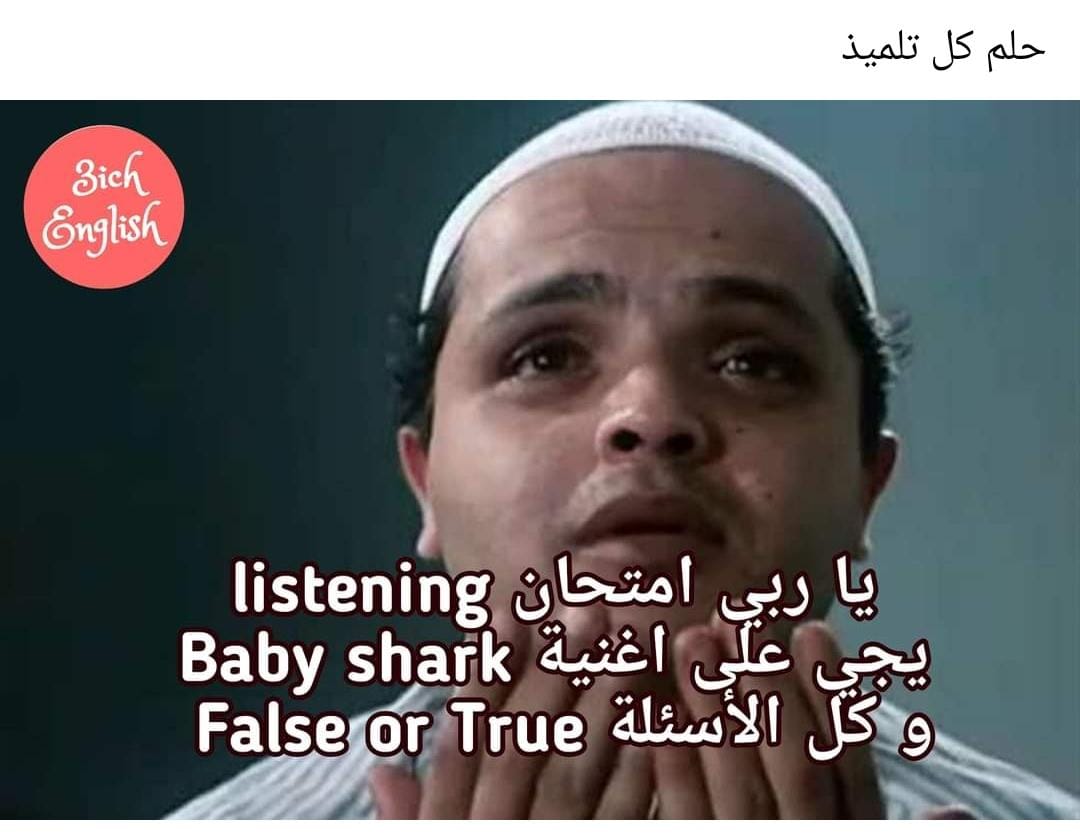 حلم كل تلميذ
3ich
English
يا ربي امتحان listening
يجي على اغنية Baby shark
و كل الأسئلة False or True